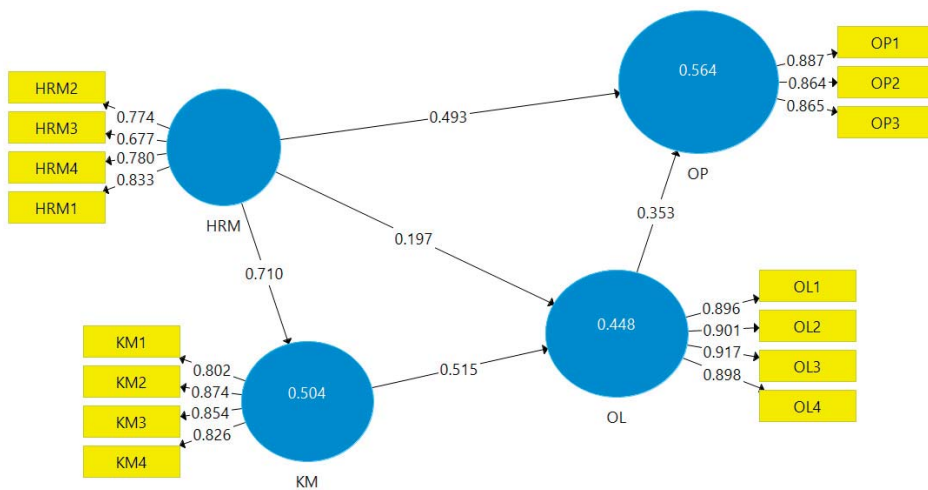 HRM2
HRM3
HRM4
HRM1
0.774
0.677
0.780
0.833
HRM
0.493
0.564
OP
0.887
0.864
0.865
OP1
OP2
OP3
0.710
0.197
0.353
KM1
KM2
KM3
KM4
0.802
0.874
0.854
0.826
0.504
KM
0.515
0.448
OL
0.896
0.901
0.917
0.898
OL1
OL2
OL3
OL4